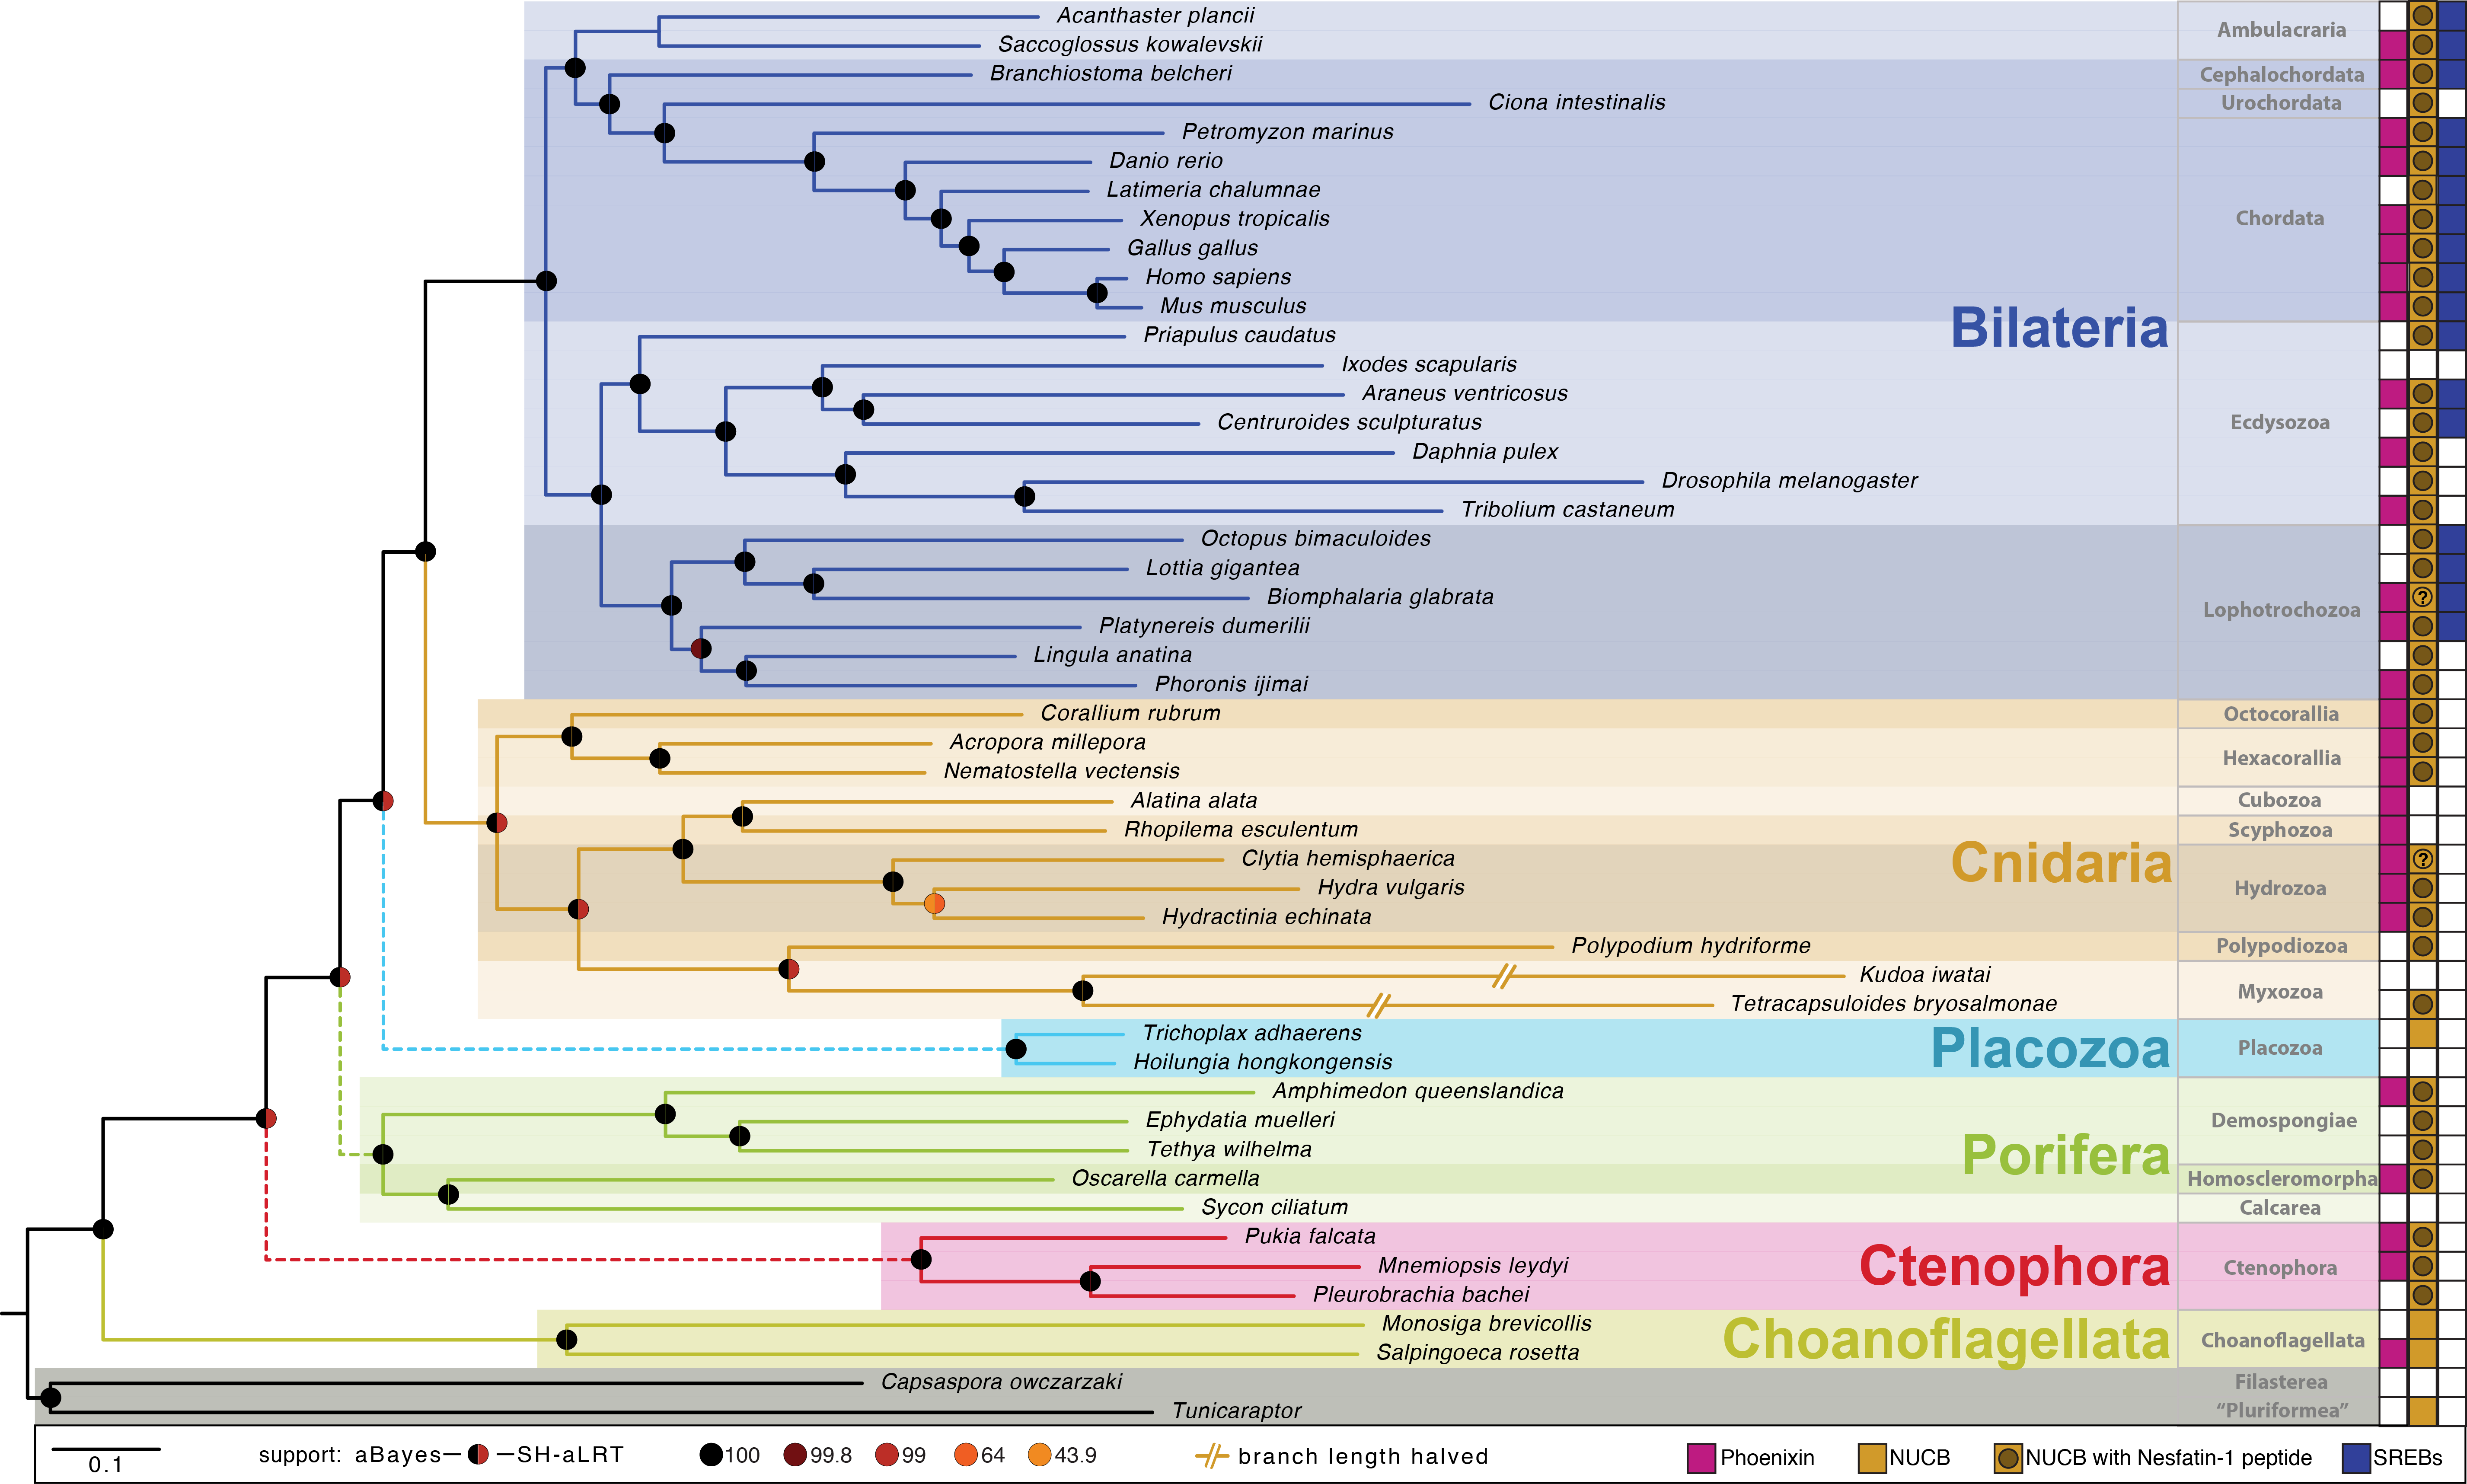 Acanthaster plancii
Saccoglossus kowalevskii
Ambulacraria
Branchiostoma belcheri
Cephalochordata
Ciona intestinalis
Urochordata
Petromyzon marinus
Danio rerio
Latimeria chalumnae
Xenopus tropicalis
Chordata
Gallus gallus
Homo sapiens
Mus musculus
Bilateria
Priapulus caudatus
Ixodes scapularis
Araneus ventricosus
Centruroides sculpturatus
Ecdysozoa
Daphnia pulex
Drosophila melanogaster
Tribolium castaneum
Octopus bimaculoides
Lottia gigantea
Biomphalaria glabrata
?
Lophotrochozoa
Platynereis dumerilii
Lingula anatina
Phoronis ijimai
Corallium rubrum
Octocorallia
Acropora millepora
Hexacorallia
Nematostella vectensis
Alatina alata
Cubozoa
Rhopilema esculentum
Scyphozoa
Clytia hemisphaerica
?
Cnidaria
Hydra vulgaris
Hydrozoa
Hydractinia echinata
Polypodium hydriforme
Polypodiozoa
Kudoa iwatai
Myxozoa
Tetracapsuloides bryosalmonae
Trichoplax adhaerens
Placozoa
Placozoa
Hoilungia hongkongensis
Amphimedon queenslandica
Ephydatia muelleri
Demospongiae
Tethya wilhelma
Porifera
Oscarella carmella
Homoscleromorpha
Sycon ciliatum
Calcarea
Pukia falcata
Mnemiopsis leydyi
Ctenophora
Ctenophora
Pleurobrachia bachei
Monosiga brevicollis
Choanoflagellata
Choanoflagellata
Salpingoeca rosetta
Capsaspora owczarzaki
Filasterea
Tunicaraptor
“Pluriformea”
0.1
support: aBayes SH-aLRT
100 99.8 99 64 43.9
branch length halved
Phoenixin NUCB NUCB with Nesfatin-1 peptide SREBs